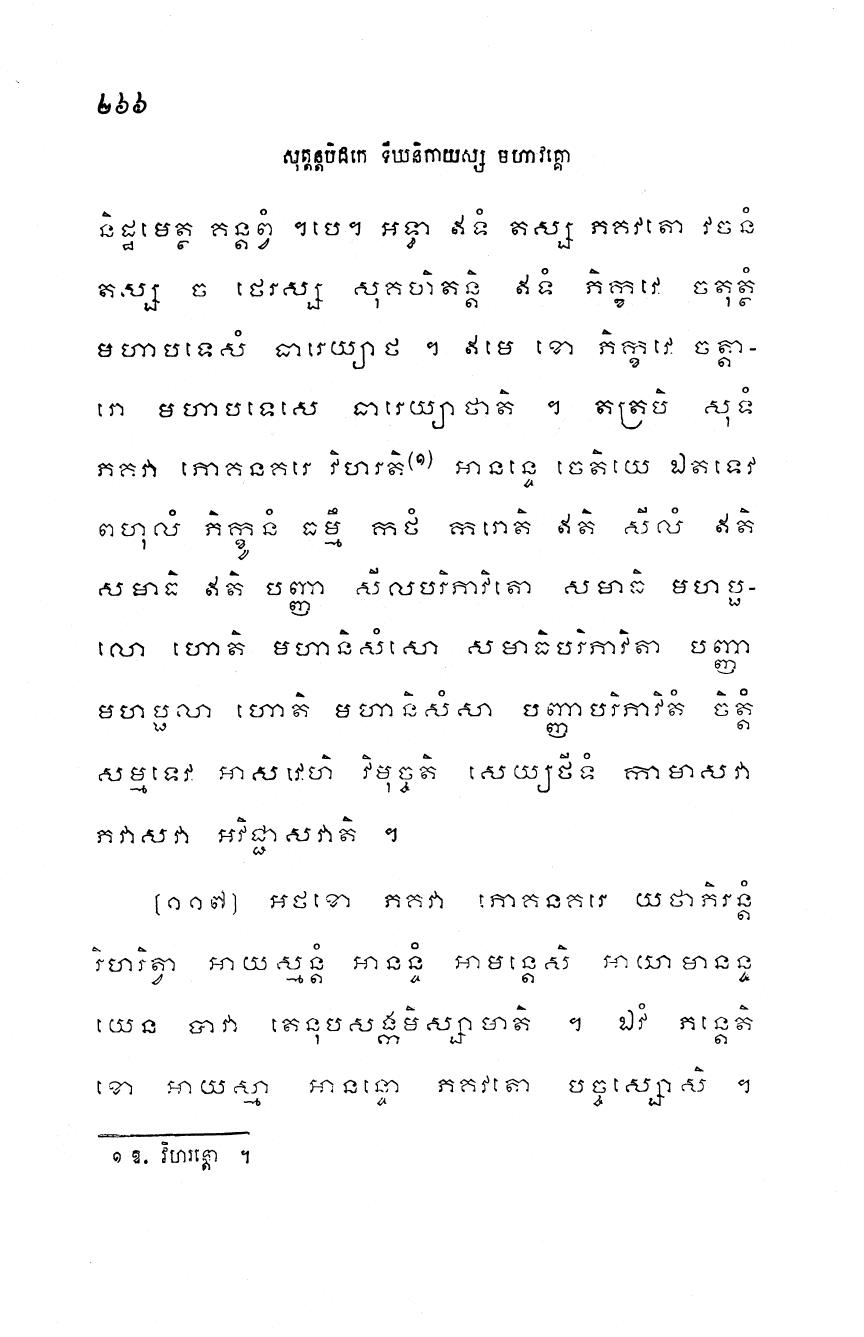 ២៦៦
សុត្តន្តបិដកេ ទីឃនិកាយស្ស មហាវគ្គោ
និដ្ឋមេត្ថ គន្តព្វំ ។បេ។ អទ្ធា ឥទំ តស្ស ភគវតោ វចនំ
តស្ស ច ថេរស្ស សុគហិតន្តិ ឥទំ ភិក្ខវេ ចតុត្ថំ
មហាបទេសំ ធារេយ្យាថ ។ ឥមេ ខោ ភិក្ខវេ ចត្តា-
រោ មហាបទេសេ ធារេយ្យាថាតិ ។ តត្របិ សុទំ
ភគវា ភោគនគរេ វិហរតិ(១) អានន្ទេ ចេតិយេ ឯតទេវ
ពហុលំ ភិក្ខូនំ ធម្មឹ កថំ ករោតិ ឥតិ សីលំ ឥតិ
សមាធិ ឥតិ បញ្ញា សីលបរិភាវិតោ សមាធិ មហប្ផ-
លោ ហោតិ មហានិសំសោ សមាធិបរិភាវិតា បញ្ញា
មហប្ផលា ហោតិ មហានិសំសា បញ្ញាបរិភាវិតំ ចិត្តំ
សម្មទេវ អាសវេហិ វិមុច្ចតិ សេយ្យថីទំ កាមាសវា
ភវាសវា អវិជ្ជាសវាតិ ។
[១១៧] អថខោ ភគវា ភោគនគរេ យថាភិរន្តំ
វិហរិត្វា អាយស្មន្តំ អានន្ទំ អាមន្តេសិ អាយាមានន្ទ
យេន បាវា តេនុបសង្កមិស្សាមាតិ ។ ឯវំ ភន្តេតិ
ខោ អាយស្មា អានន្ទោ ភគវតោ បច្ចស្សោសិ ។
១ ឧ. វិហរន្តោ ។